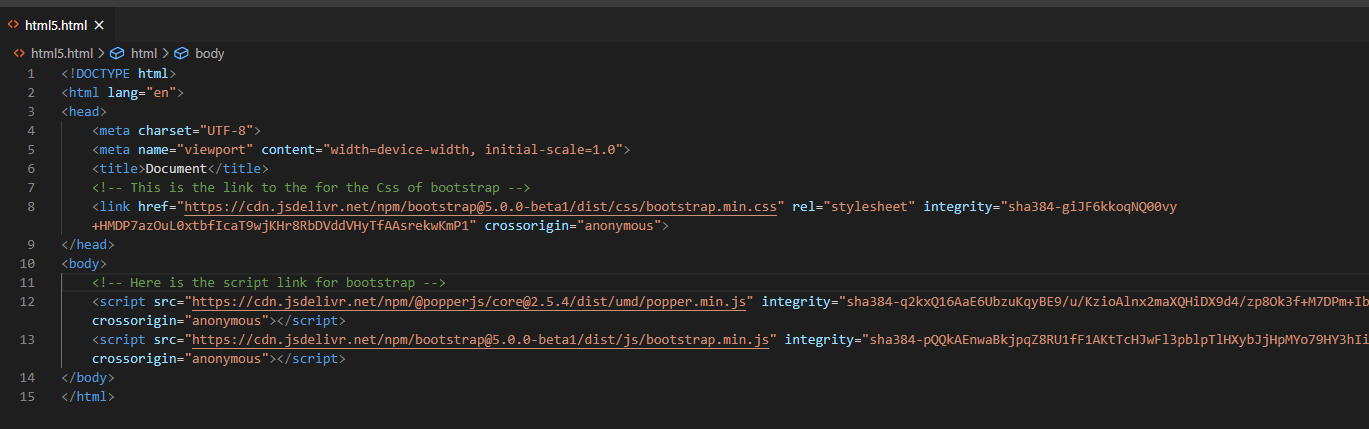 html5.html
html5.html > html > body
1 <!DOCTYPE html>
2 <html lang="en">
3 <head>
4 <meta charset="UTF-8">
5 <meta name="viewport" content="width=device-width, initial-scale=1.0">
6 <title>Document</title>
7 <!-- This is the link to the for the Css of bootstrap -->
8 <link href="https://cdn.jsdelivr.net/npm/bootstrap@5.0.0-beta1/dist/css/bootstrap.min.css" rel="stylesheet" integrity="sha384-giJF6kkoqNQ00vy
+HMDP7azOuL0xtbfIcaT9wjKHr8RbDVddVHyTfAAsrekwKmP1" crossorigin="anonymous">
9 </head>
10 <body>
11 <!-- Here is the script link for bootstrap -->
12 <script src="https://cdn.jsdelivr.net/npm/@popperjs/core@2.5.4/dist/umd/popper.min.js" integrity="sha384-q2kxQ16AaE6UbzuKqyBE9/u/KzioAlnx2maXQHiDX9d4/zp8Ok3f+M7DPm+Ib
crossorigin="anonymous"></script>
13 <script src="https://cdn.jsdelivr.net/npm/bootstrap@5.0.0-beta1/dist/js/bootstrap.min.js" integrity="sha384-pQQkAEnwaBkjpqZ8RU1fF1AKtTcHJwFl3pblpTlHXybJjHpMYo79HY3hIi
crossorigin="anonymous"></script>
14 </body>
15 </html>